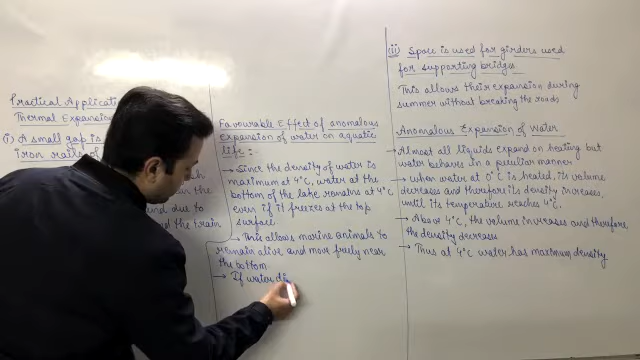 Practical Applicat
Thermal Expansion
(i) A small gap is
iron rails of
the train
Favourable Effect of anomalous
expansion of water on aquatic
life :-
→ Since the density of water is
maximum at 4°C, water at the
bottom of the lake remains at 4°C
even if it freezes at the top
surface.
→ This allows marine animals to
remain alive and move freely near
the bottom
→ If water di
(ii) Space is used for girders used
for supporting bridges
This allows their expansion during
summer without breaking the roads
Anomalous Expansion of Water
→ Almost all liquids expand on heating but
water behaves in a peculiar manner
→ when water at 0°C is heated, its volume
decreases and therefore its density increases,
until its temperature reaches 4°C.
→ Above 4°C, the volume increases and therefore
the density decreases
→ Thus at 4°C water has maximum density